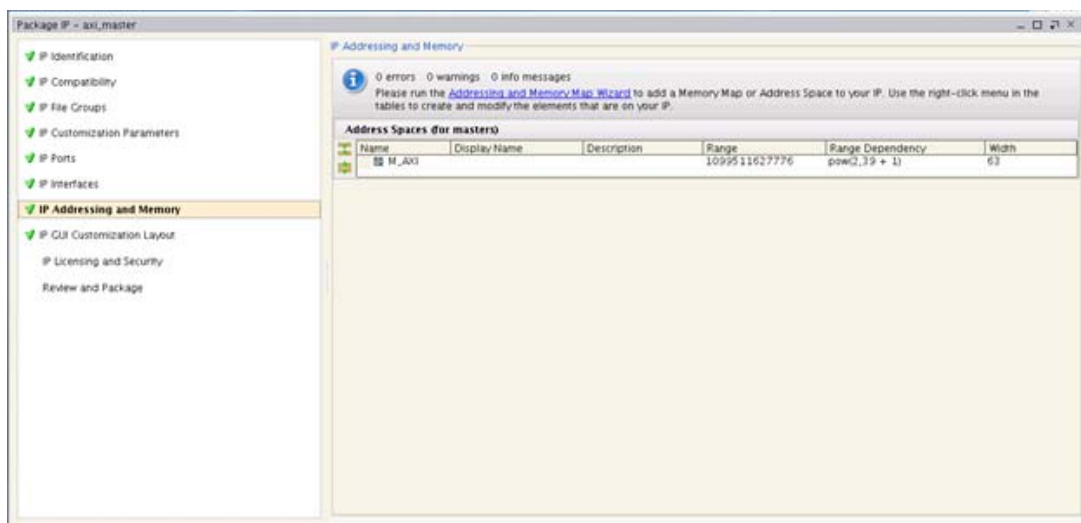 Package IP - axi_master
IP Identification
IP Compatibility
IP File Groups
IP Customization Parameters
IP Ports
IP Interfaces
IP Addressing and Memory
IP GUI Customization Layout
IP Licensing and Security
Review and Package
IP Addressing and Memory
0 errors 0 warnings 0 info messages
Please run the Addressing and Memory Map Wizard to add a Memory Map or Address Space to your IP. Use the right-click menu in the
tables to create and modify the elements that are on your IP.
Address Spaces (for masters)
Name Display Name Description Range Range Dependency Width
M_AXI 1099511627776 pow(2,39 + 1) 63